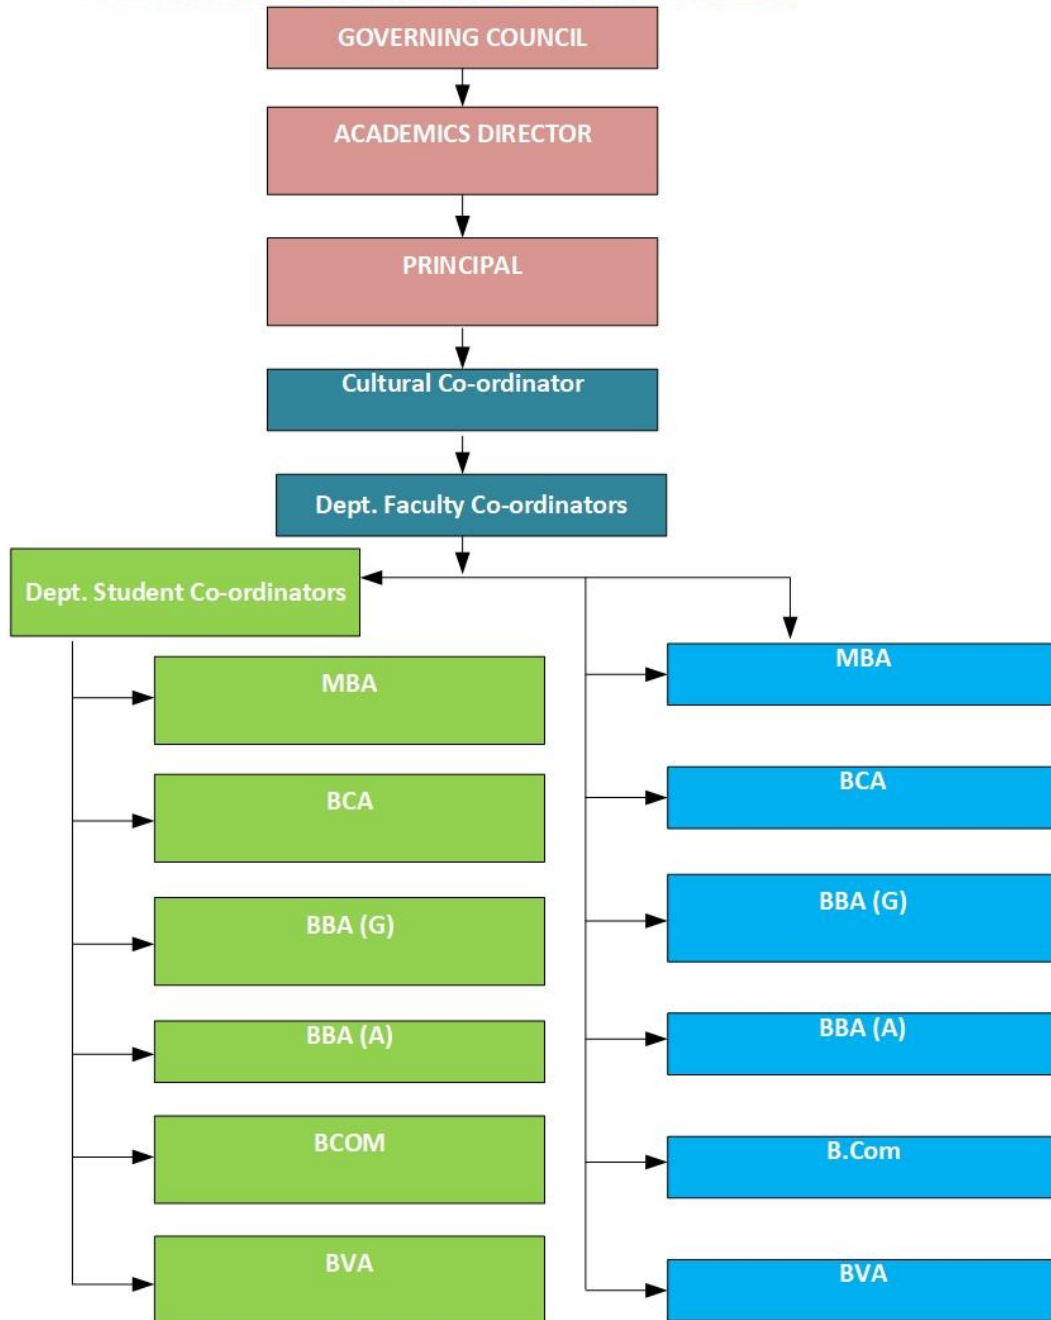 GOVERNING COUNCIL
ACADEMICS DIRECTOR
PRINCIPAL
Cultural Co-ordinator
Dept. Faculty Co-ordinators
Dept. Student Co-ordinators
MBA
BCA
BBA (G)
BBA (A)
BCOM
BVA
MBA
BCA
BBA (G)
BBA (A)
B.Com
BVA